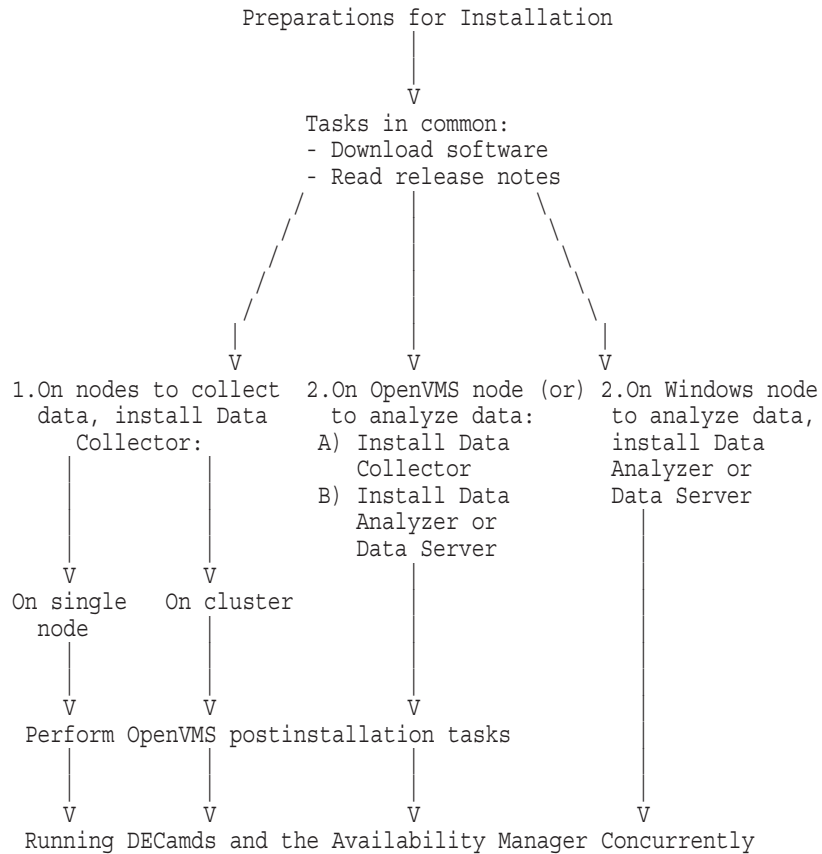 Preparations for Installation
V
Tasks in common:
- Download software
- Read release notes
V V V
1.On nodes to collect 2.On OpenVMS node (or) 2.On Windows node
data, install Data to analyze data: to analyze data,
Collector: A) Install Data install Data
Collector Analyzer or
B) Install Data Data Server
Analyzer or
Data Server
V V
On single On cluster
node
V V V
Perform OpenVMS postinstallation tasks
V V V V
Running DECamds and the Availability Manager Concurrently